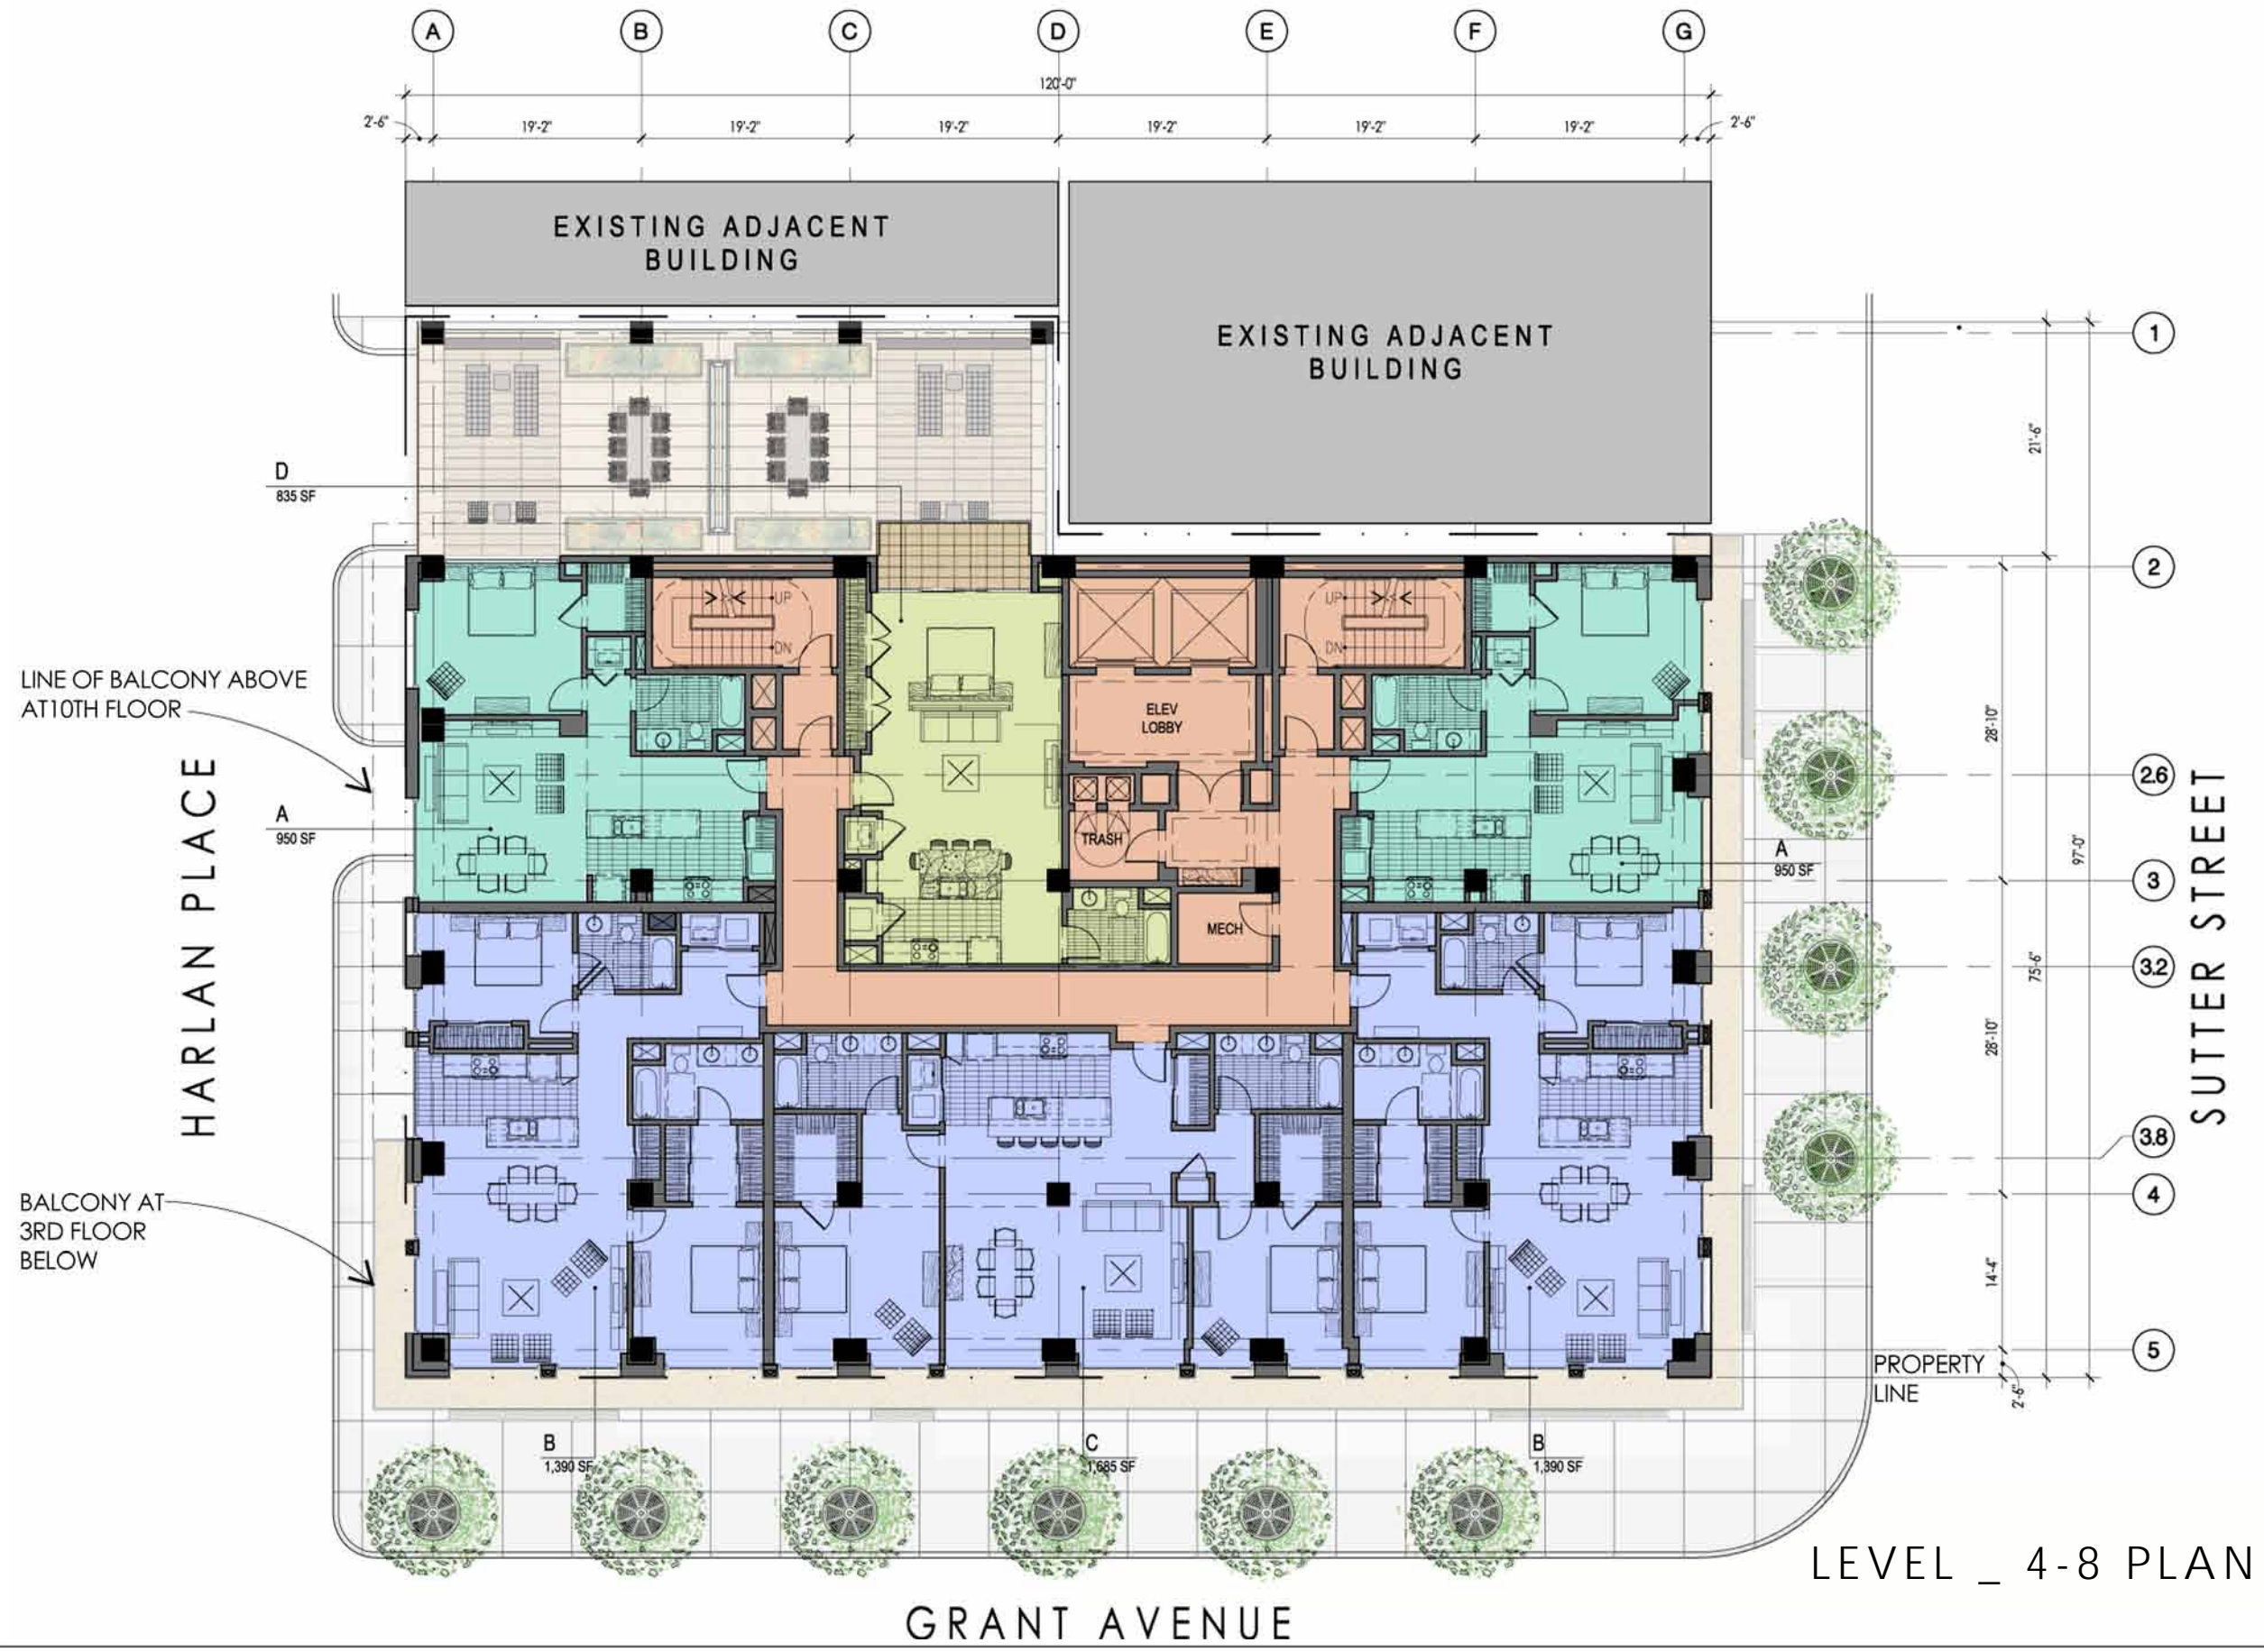 A
B
C
D
E
F
G
120'-0"
2'-6"
19'-2"
19'-2"
19'-2"
19'-2"
19'-2"
19'-2"
2'-6"
EXISTING ADJACENT
BUILDING
EXISTING ADJACENT
BUILDING
1
21'-6"
D
835 SF
2
UP
DN
UP
DN
LINE OF BALCONY ABOVE
AT10TH FLOOR
ELEV
LOBBY
28'-10"
2.6
HARLAN PLACE
SUTTER STREET
A
950 SF
TRASH
A
950 SF
97'-0"
3
MECH
3.2
75'-6"
28'-10"
3.8
4
BALCONY AT
3RD FLOOR
BELOW
14'-4"
5
PROPERTY
LINE
2'-6"
B
1,390 SF
C
1,685 SF
B
1,390 SF
LEVEL _ 4-8 PLAN
GRANT AVENUE